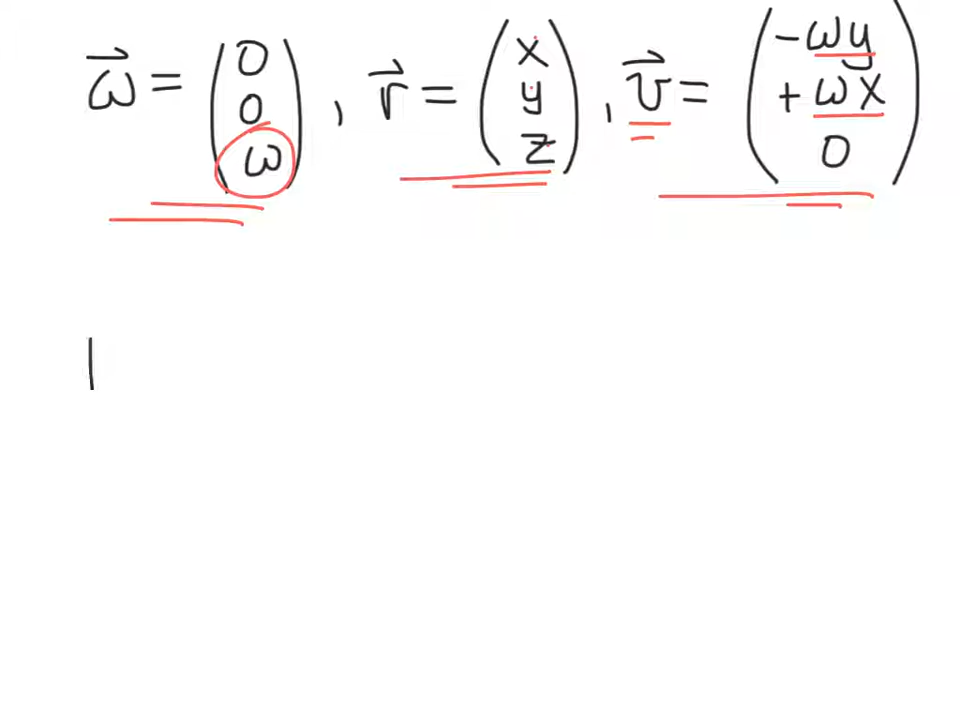 ω⃗ = (0 0 ω), r⃗ = (x y z), v⃗ = (-ωy +ωx 0)